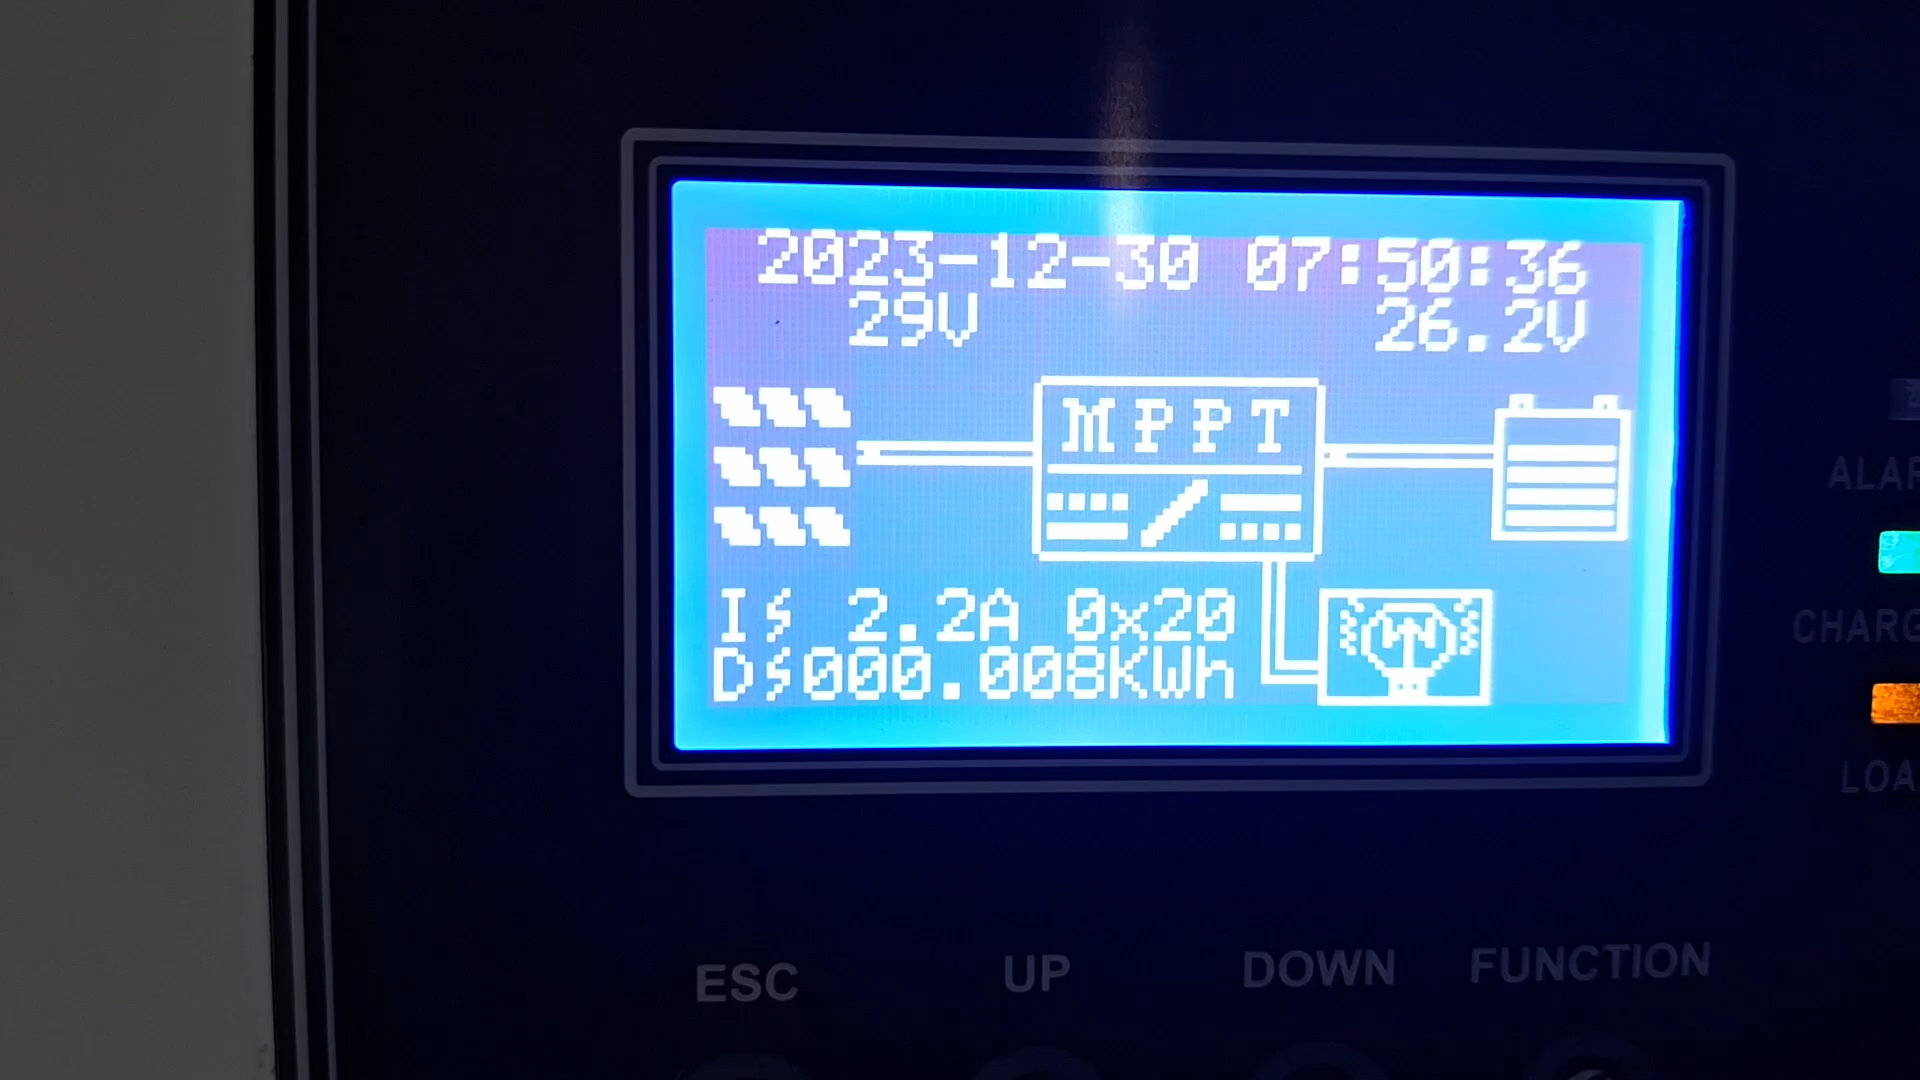 2023-12-30 07:50:36
29V 26.2V
MPPT
I⚡ 2.2A 0x20
D⚡000.008KWh
ESC UP DOWN FUNCTION